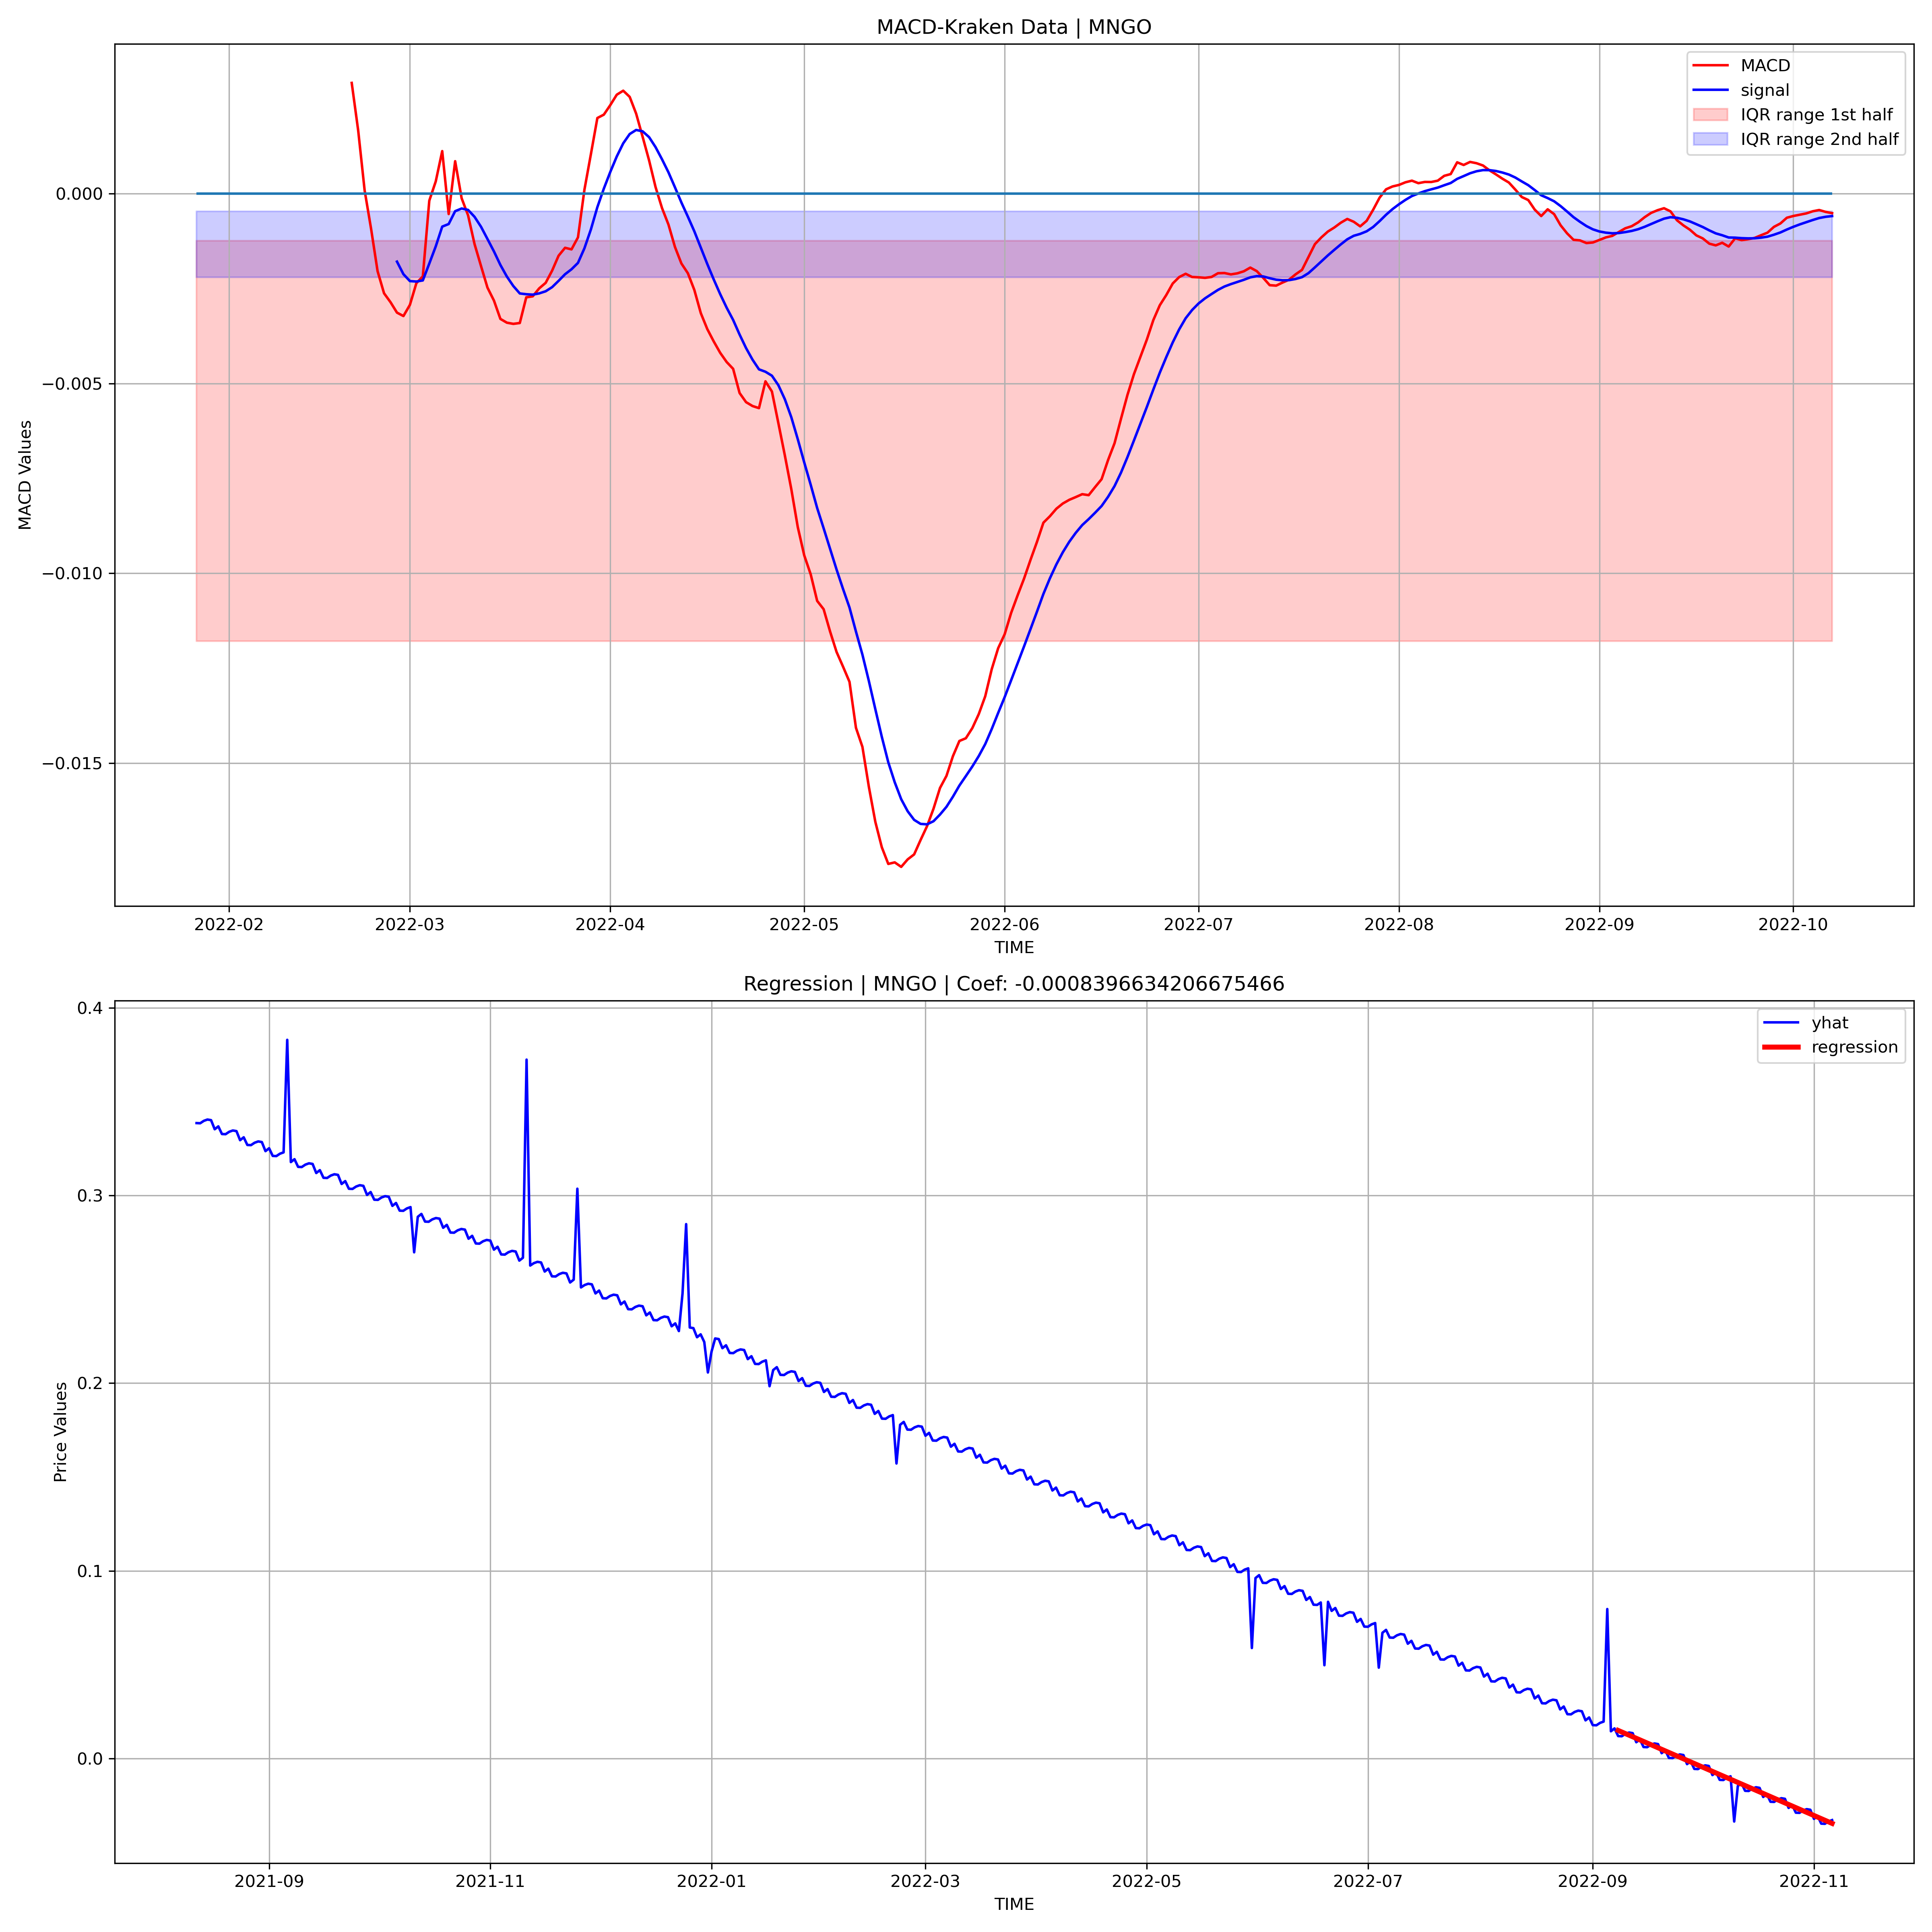 MACD-Kraken Data | MNGO
MACD
signal
IQR range 1st half
IQR range 2nd half
MACD Values
0.000
−0.005
−0.010
−0.015
2022-02 2022-03 2022-04 2022-05 2022-06 2022-07 2022-08 2022-09 2022-10
TIME
Regression | MNGO | Coef: -0.0008396634206675466
yhat
regression
Price Values
0.4
0.3
0.2
0.1
0.0
2021-09 2021-11 2022-01 2022-03 2022-05 2022-07 2022-09 2022-11
TIME